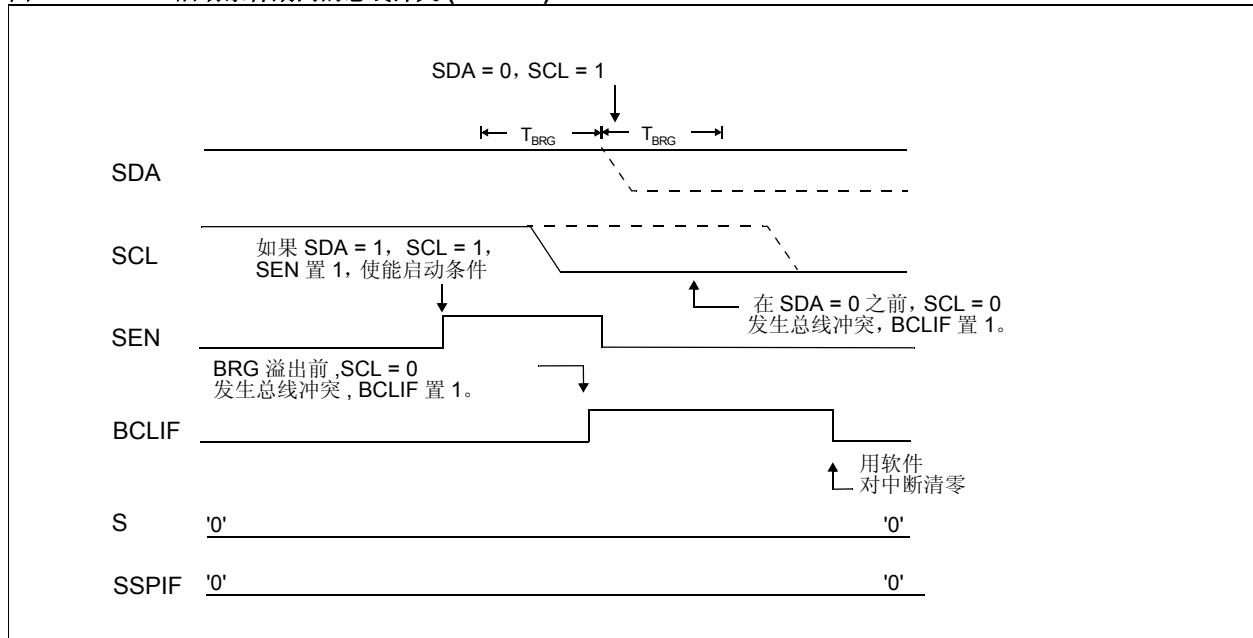 SDA = 0，SCL = 1
T_BRG T_BRG
SDA
SCL
如果 SDA = 1， SCL = 1，
SEN 置 1，使能启动条件
在 SDA = 0 之前，SCL = 0
发生总线冲突，BCLIF 置 1。
SEN
BRG 溢出前 ,SCL = 0
发生总线冲突 , BCLIF 置 1。
BCLIF
用软件
对中断清零
S '0' '0'
SSPIF '0' '0'